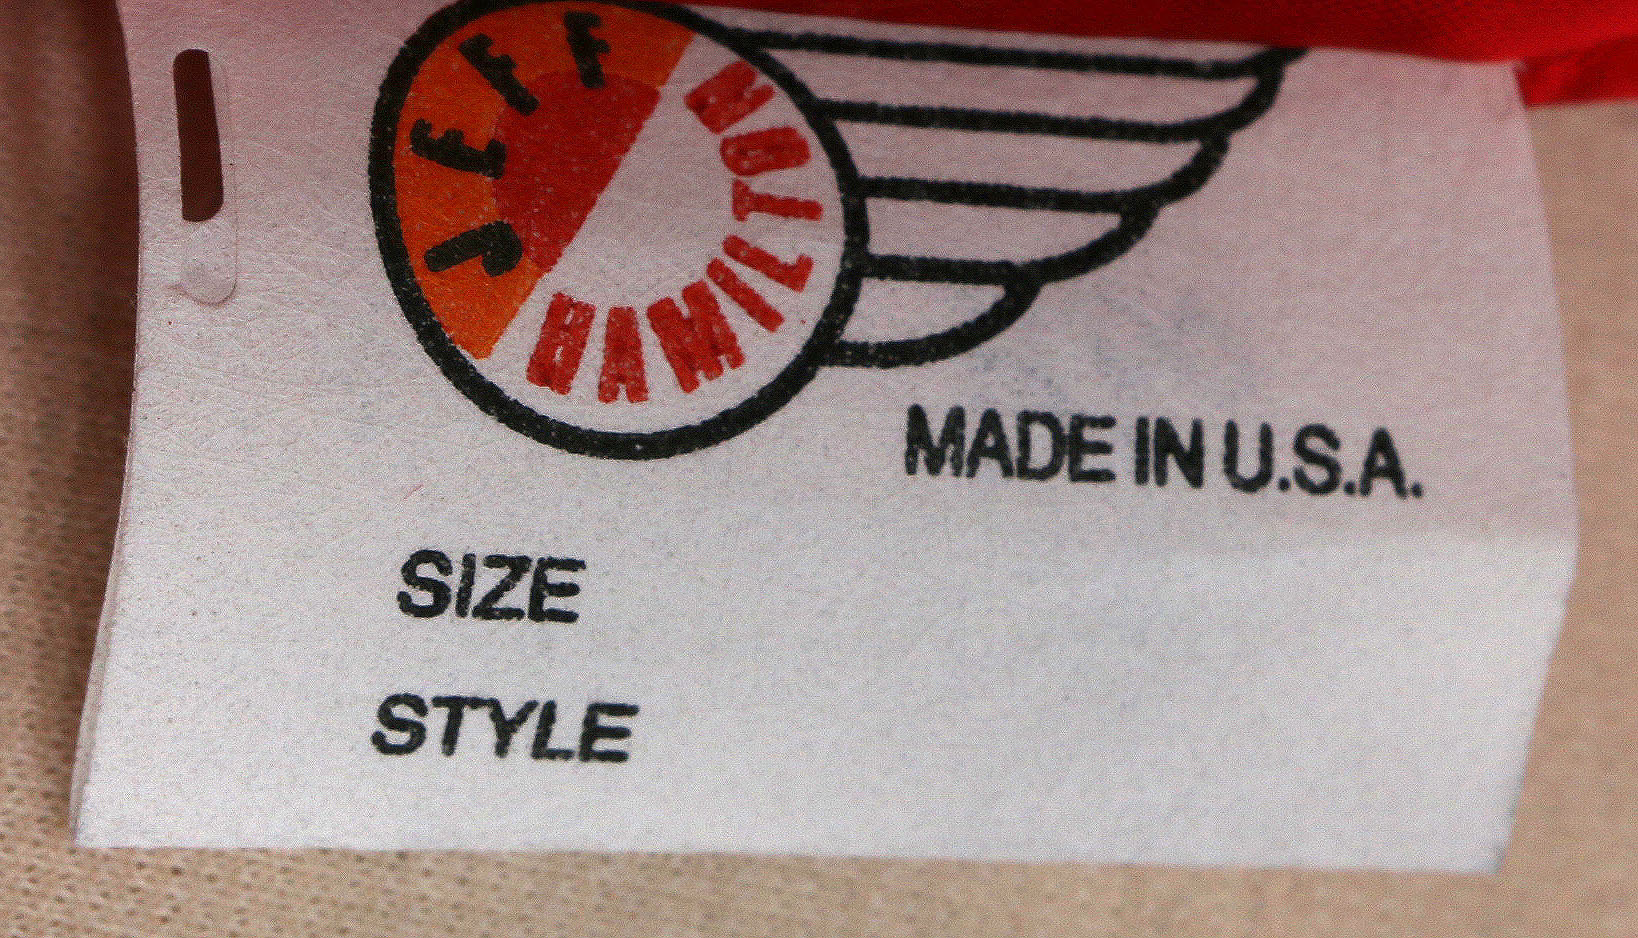 JEFF
HAMILTON
MADE IN U.S.A.
SIZE
STYLE